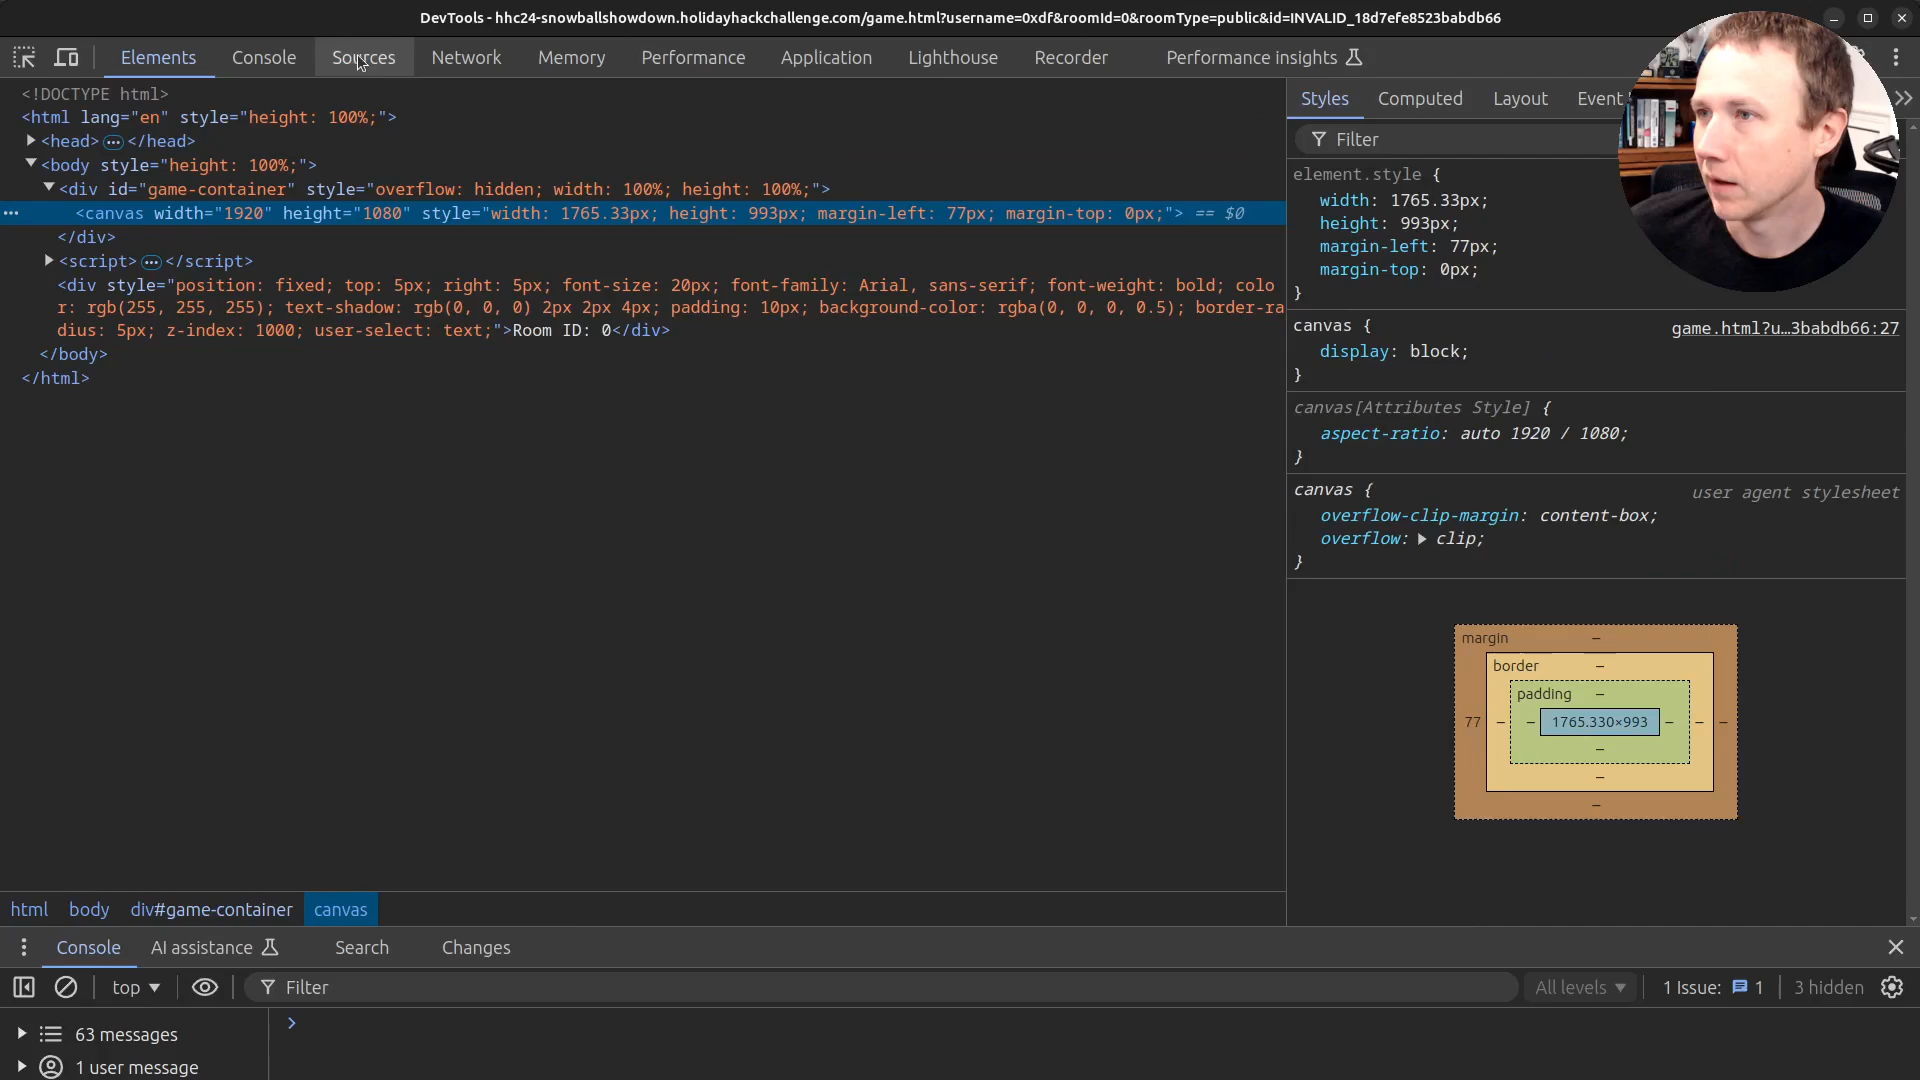 DevTools - hhc24-snowballshowdown.holidayhackchallenge.com/game.html?username=0xdf&roomId=0&roomType=public&id=INVALID_18d7efe8523babdb66
Elements Console Sources Network Memory Performance Application Lighthouse Recorder Performance insights
<!DOCTYPE html>
<html lang="en" style="height: 100%;">
<head> … </head>
<body style="height: 100%;">
<div id="game-container" style="overflow: hidden; width: 100%; height: 100%;">
… <canvas width="1920" height="1080" style="width: 1765.33px; height: 993px; margin-left: 77px; margin-top: 0px;"> == $0
</div>
<script> … </script>
<div style="position: fixed; top: 5px; right: 5px; font-size: 20px; font-family: Arial, sans-serif; font-weight: bold; colo
r: rgb(255, 255, 255); text-shadow: rgb(0, 0, 0) 2px 2px 4px; padding: 10px; background-color: rgba(0, 0, 0, 0.5); border-ra
dius: 5px; z-index: 1000; user-select: text;">Room ID: 0</div>
</body>
</html>
Styles Computed Layout Event
Filter
element.style {
width: 1765.33px;
height: 993px;
margin-left: 77px;
margin-top: 0px;
}
canvas {
game.html?u…3babdb66:27
display: block;
}
canvas[Attributes Style] {
aspect-ratio: auto 1920 / 1080;
}
canvas {
user agent stylesheet
overflow-clip-margin: content-box;
overflow: clip;
}
margin –
border –
padding –
77 – – 1765.330×993 – – –
–
–
–
html body div#game-container canvas
Console AI assistance Search Changes
top Filter All levels 1 Issue: 1 3 hidden
63 messages
1 user message